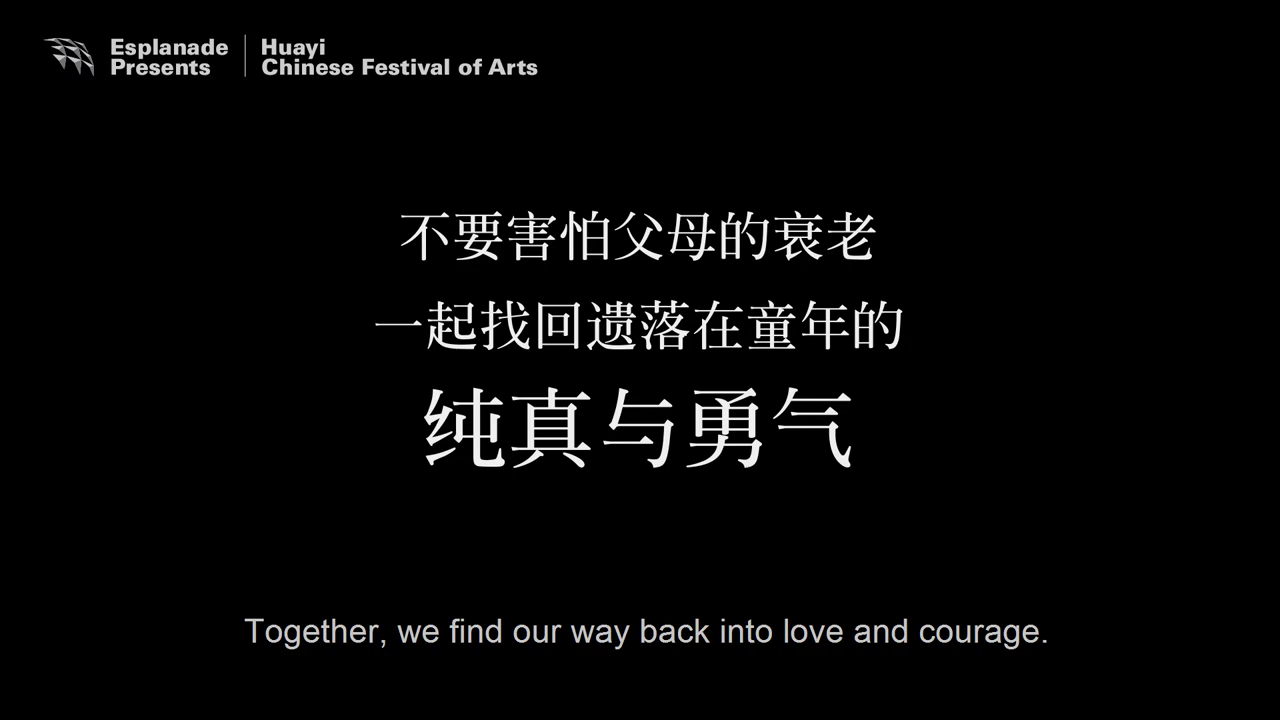 Esplanade Presents
Huayi Chinese Festival of Arts
不要害怕父母的衰老
一起找回遗落在童年的
纯真与勇气
Together, we find our way back into love and courage.